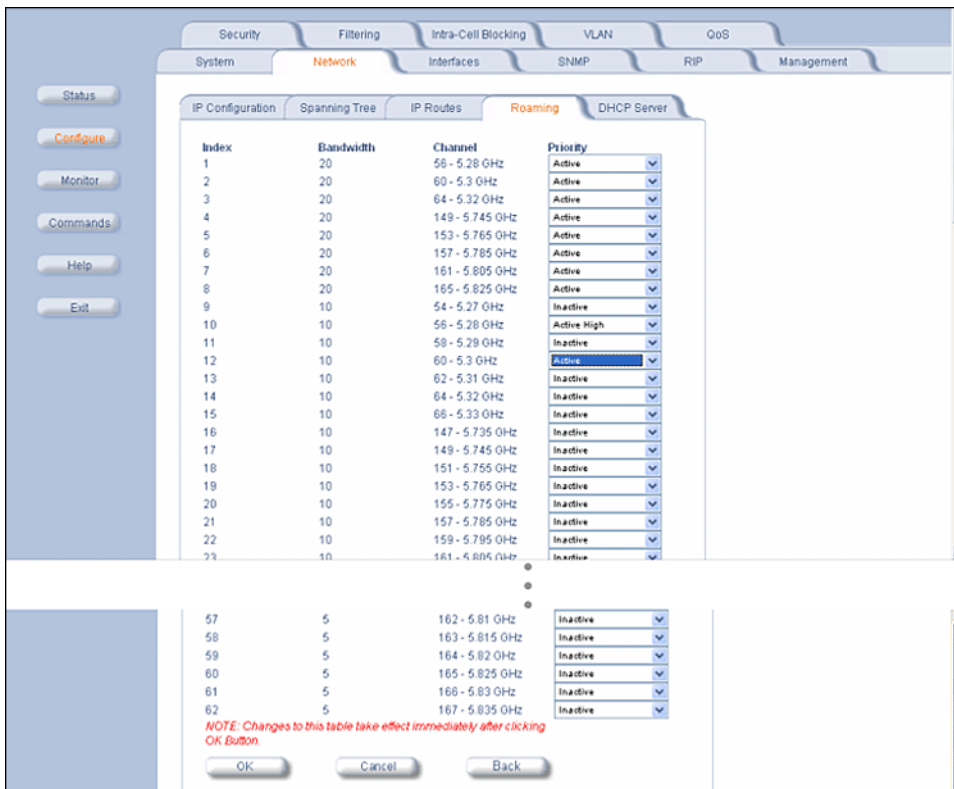 Security Filtering Intra-Cell Blocking VLAN QoS
System Network Interfaces SNMP RIP Management
Status
Configure
Monitor
Commands
Help
Exit
IP Configuration Spanning Tree IP Routes Roaming DHCP Server
Index Bandwidth Channel Priority
1 20 56 - 5.28 GHz Active
2 20 60 - 5.3 GHz Active
3 20 64 - 5.32 GHz Active
4 20 149 - 5.745 GHz Active
5 20 153 - 5.765 GHz Active
6 20 157 - 5.785 GHz Active
7 20 161 - 5.805 GHz Active
8 20 165 - 5.825 GHz Active
9 10 54 - 5.27 GHz Inactive
10 10 56 - 5.28 GHz Active High
11 10 58 - 5.29 GHz Inactive
12 10 60 - 5.3 GHz Active
13 10 62 - 5.31 GHz Inactive
14 10 64 - 5.32 GHz Inactive
15 10 66 - 5.33 GHz Inactive
16 10 147 - 5.735 GHz Inactive
17 10 149 - 5.745 GHz Inactive
18 10 151 - 5.755 GHz Inactive
19 10 153 - 5.765 GHz Inactive
20 10 155 - 5.775 GHz Inactive
21 10 157 - 5.785 GHz Inactive
22 10 159 - 5.795 GHz Inactive
23 10 161 - 5.805 GHz Inactive
57 5 162 - 5.81 GHz Inactive
58 5 163 - 5.815 GHz Inactive
59 5 164 - 5.82 GHz Inactive
60 5 165 - 5.825 GHz Inactive
61 5 166 - 5.83 GHz Inactive
62 5 167 - 5.835 GHz Inactive
NOTE: Changes to this table take effect immediately after clicking
OK Button.
OK Cancel Back